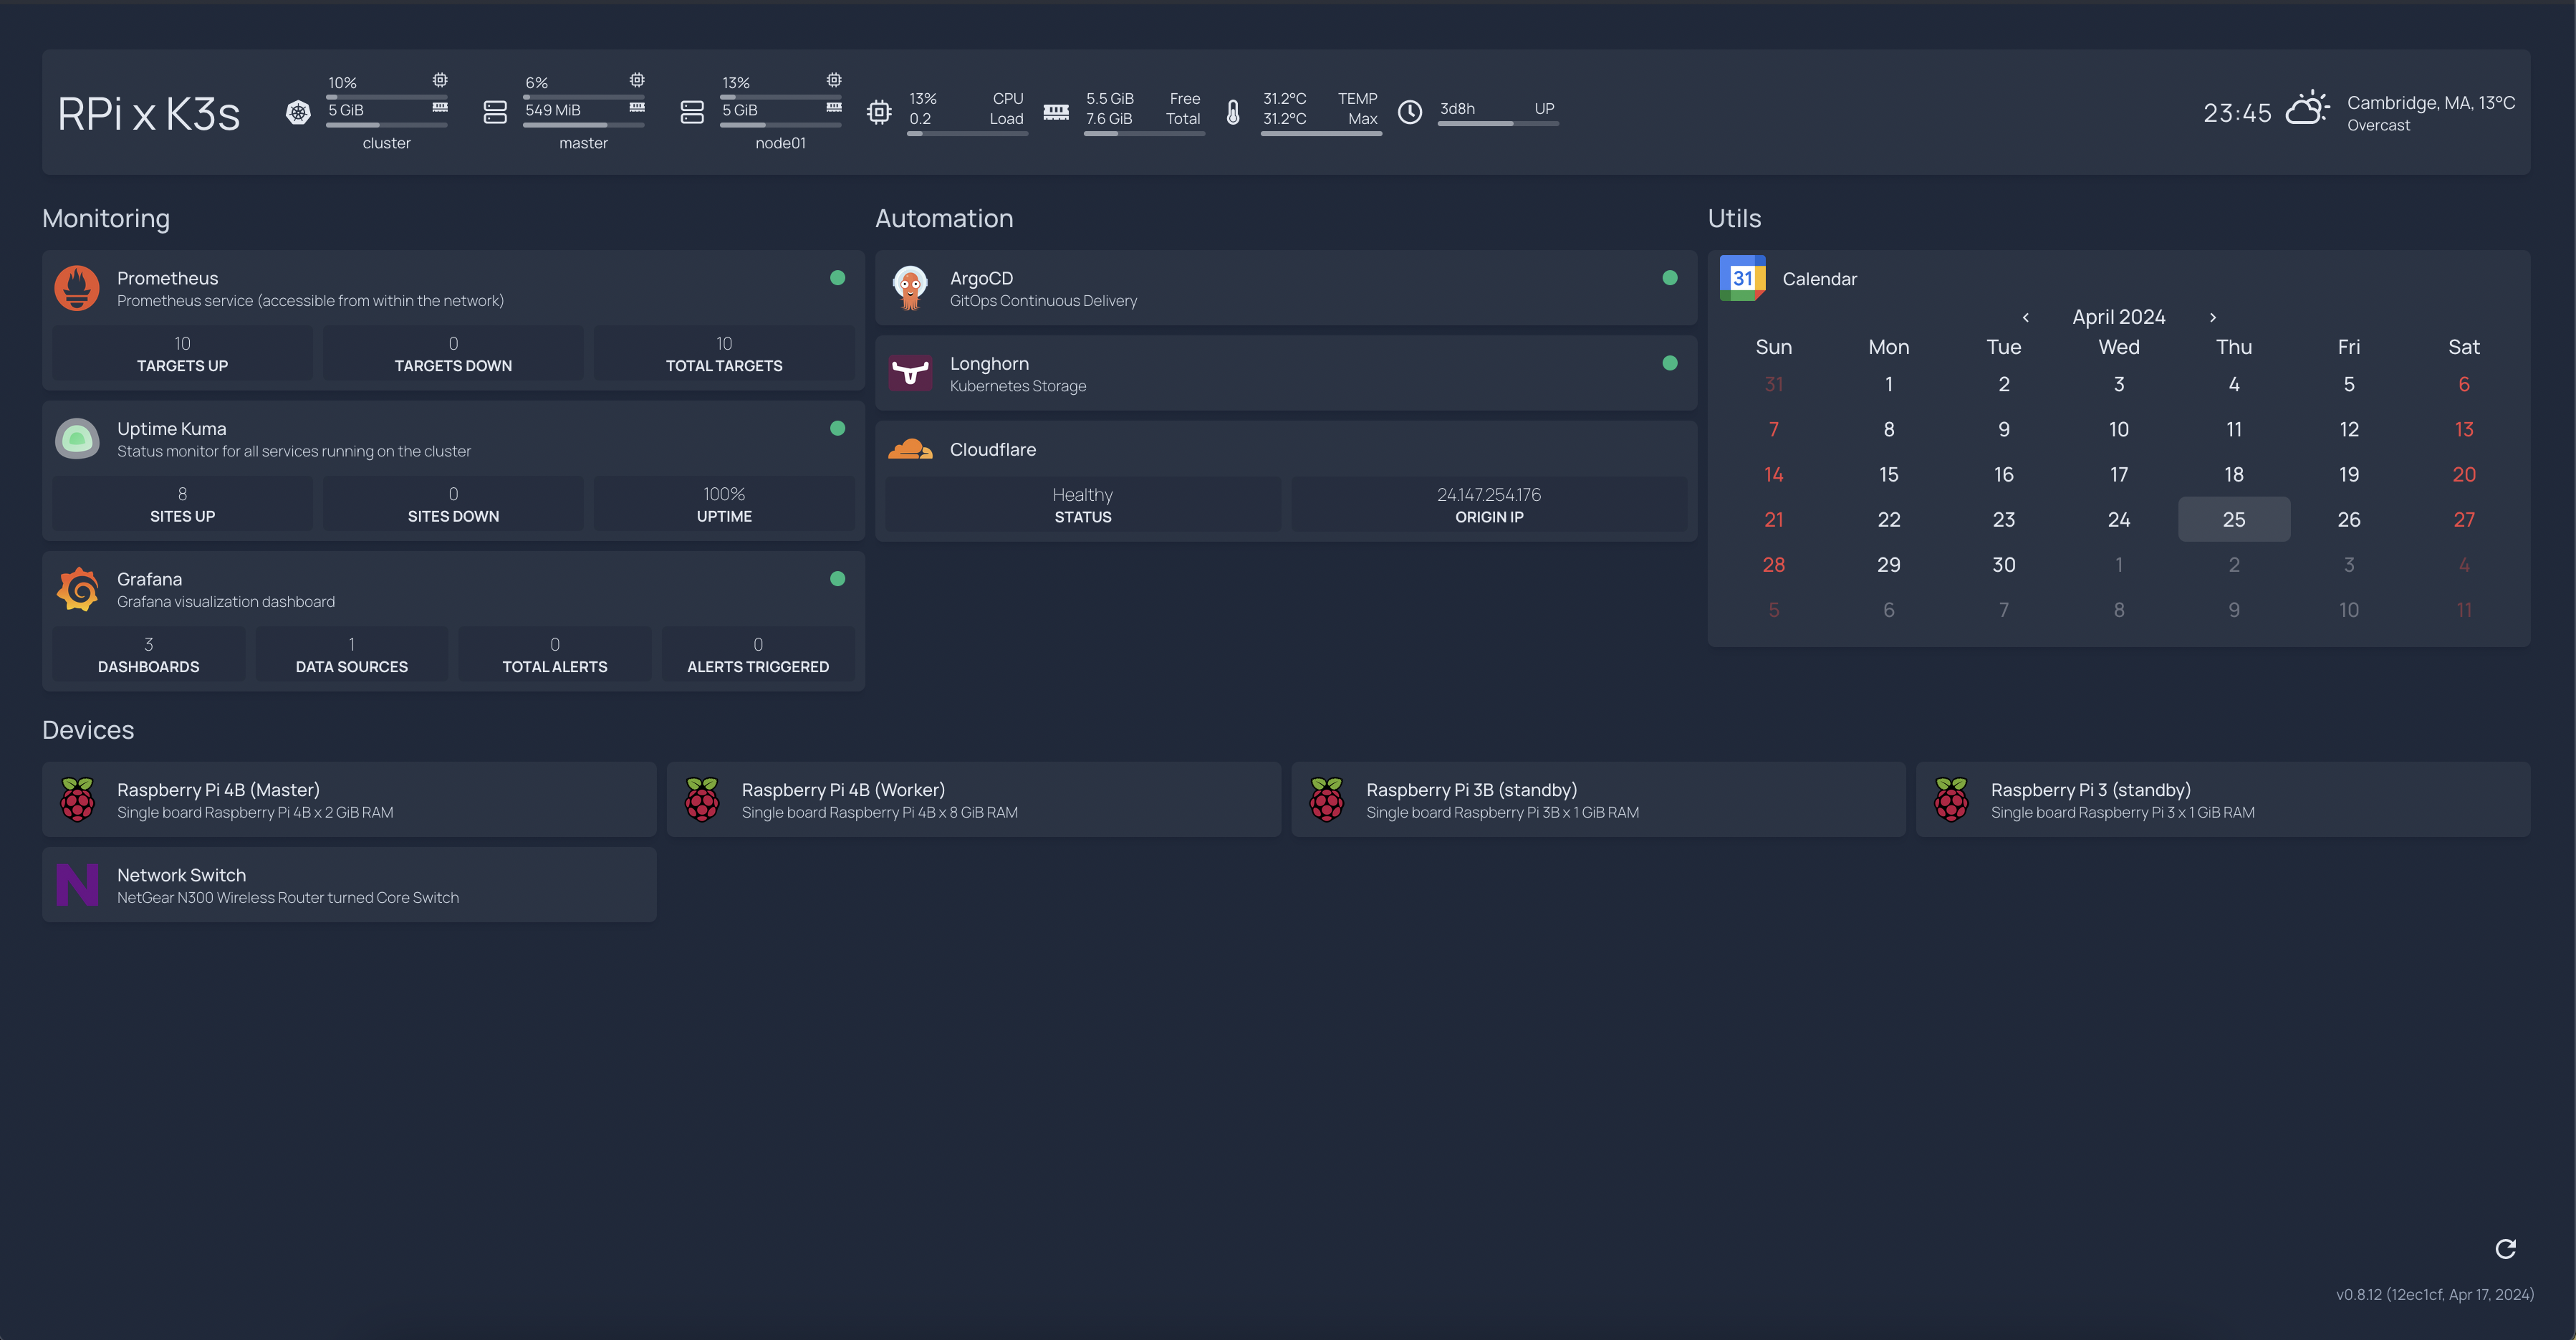 RPi x K3s
10%
5 GiB
cluster
6%
549 MiB
master
13%
5 GiB
node01
13% CPU
0.2 Load
5.5 GiB Free
7.6 GiB Total
31.2°C TEMP
31.2°C Max
3d8h UP
23:45
Cambridge, MA, 13°C
Overcast
Monitoring
Prometheus
Prometheus service (accessible from within the network)
10 0 10
TARGETS UP TARGETS DOWN TOTAL TARGETS
Uptime Kuma
Status monitor for all services running on the cluster
8 0 100%
SITES UP SITES DOWN UPTIME
Grafana
Grafana visualization dashboard
3 1 0 0
DASHBOARDS DATA SOURCES TOTAL ALERTS ALERTS TRIGGERED
Automation
ArgoCD
GitOps Continuous Delivery
Longhorn
Kubernetes Storage
Cloudflare
Healthy 24.147.254.176
STATUS ORIGIN IP
Utils
31 Calendar
‹ April 2024 ›
Sun Mon Tue Wed Thu Fri Sat
31 1 2 3 4 5 6
7 8 9 10 11 12 13
14 15 16 17 18 19 20
21 22 23 24 25 26 27
28 29 30 1 2 3 4
5 6 7 8 9 10 11
Devices
Raspberry Pi 4B (Master)
Single board Raspberry Pi 4B x 2 GiB RAM
Raspberry Pi 4B (Worker)
Single board Raspberry Pi 4B x 8 GiB RAM
Raspberry Pi 3B (standby)
Single board Raspberry Pi 3B x 1 GiB RAM
Raspberry Pi 3 (standby)
Single board Raspberry Pi 3 x 1 GiB RAM
N
Network Switch
NetGear N300 Wireless Router turned Core Switch
v0.8.12 (12ec1cf, Apr 17, 2024)